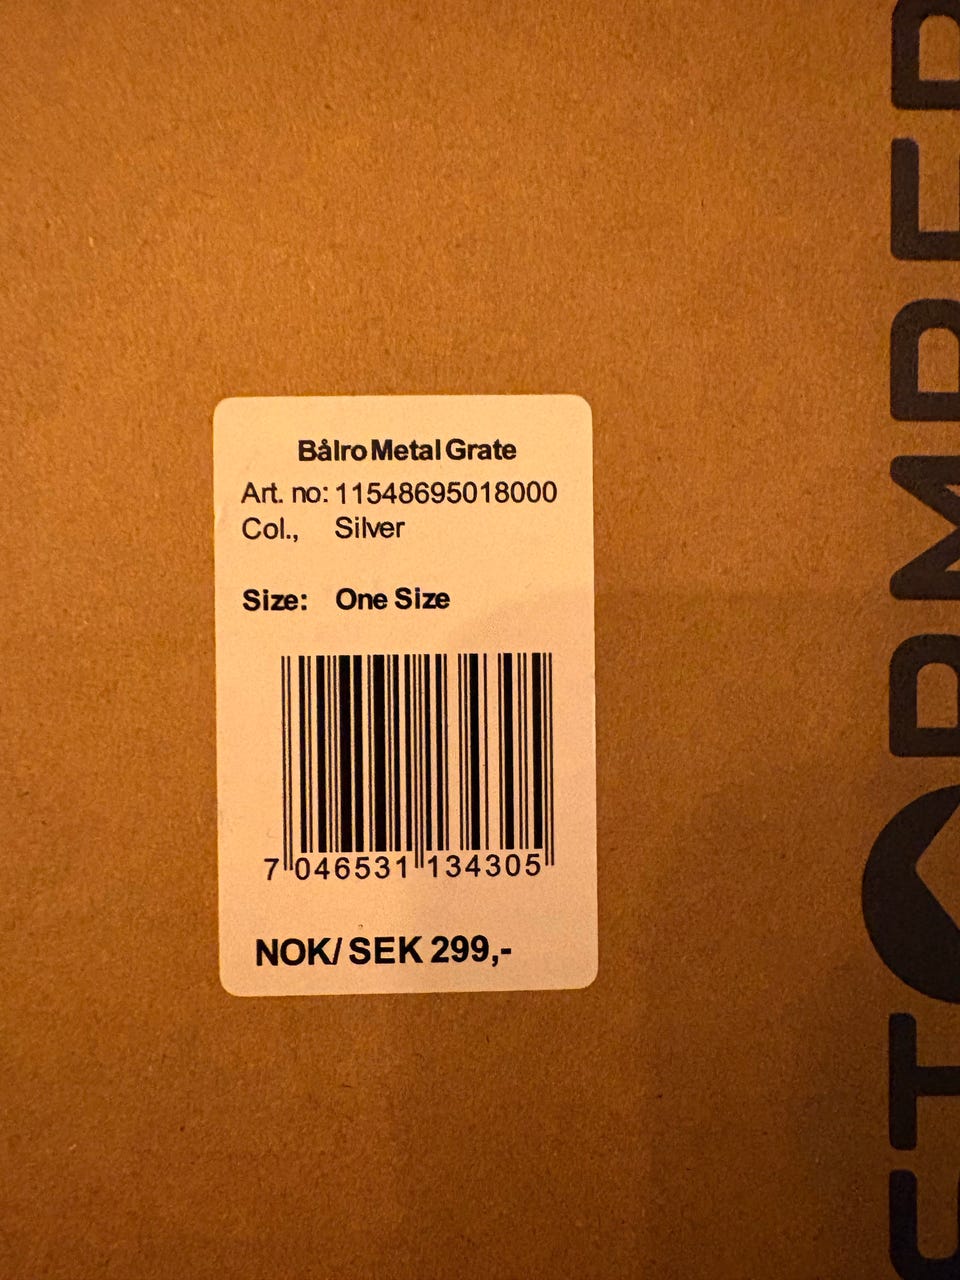 Bålro Metal Grate
Art. no: 11548695018000
Col., Silver
Size: One Size
7 046531 134305
NOK/ SEK 299,-